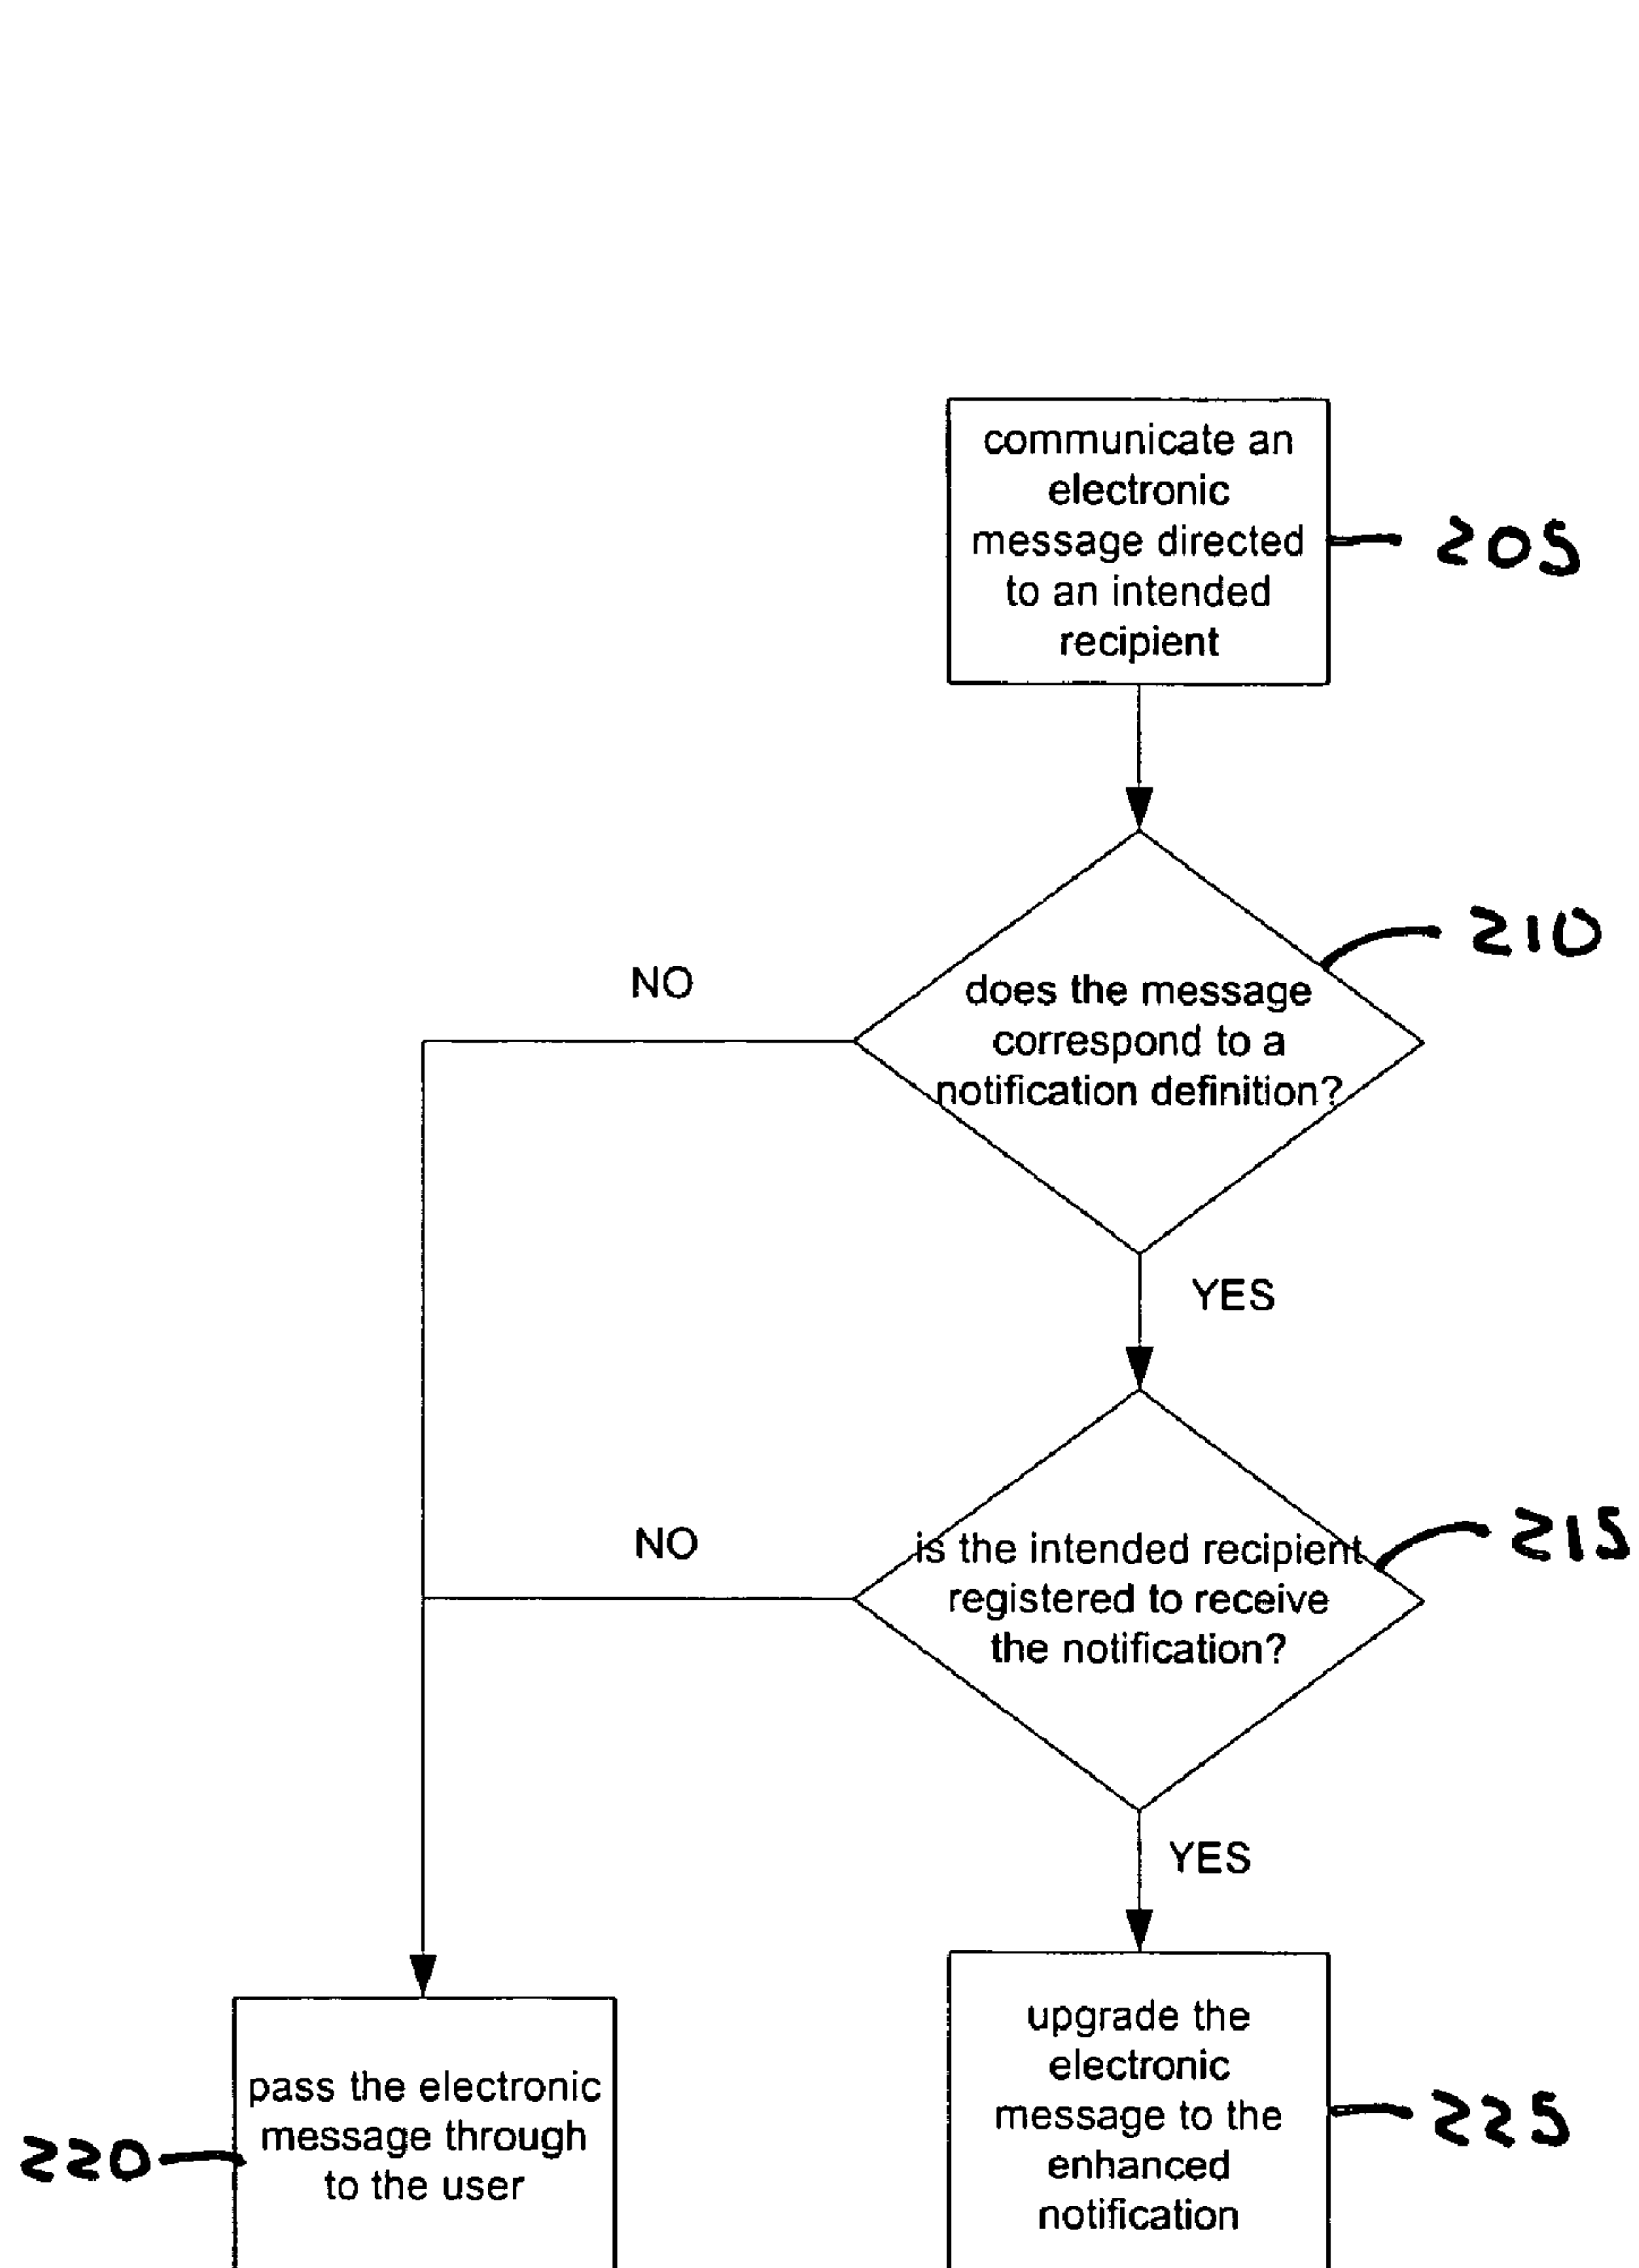 communicate an
electronic
message directed
to an intended
recipient
205
210
NO
does the message
correspond to a
notification definition?
YES
215
NO
is the intended recipient
registered to receive
the notification?
YES
pass the electronic
message through
to the user
220
upgrade the
electronic
message to the
enhanced
notification
225